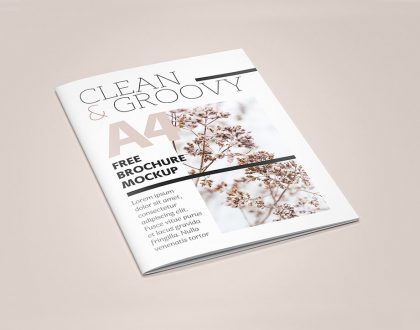 CLEAN
& GROOVY
A4
FREE
BROCHURE
MOCKUP
Lorem ipsum
dolor sit amet,
consectetur
adipiscing elit.
Fusce vitae purus
et lacus gravida
fringilla. Nulla
venenatis tortor